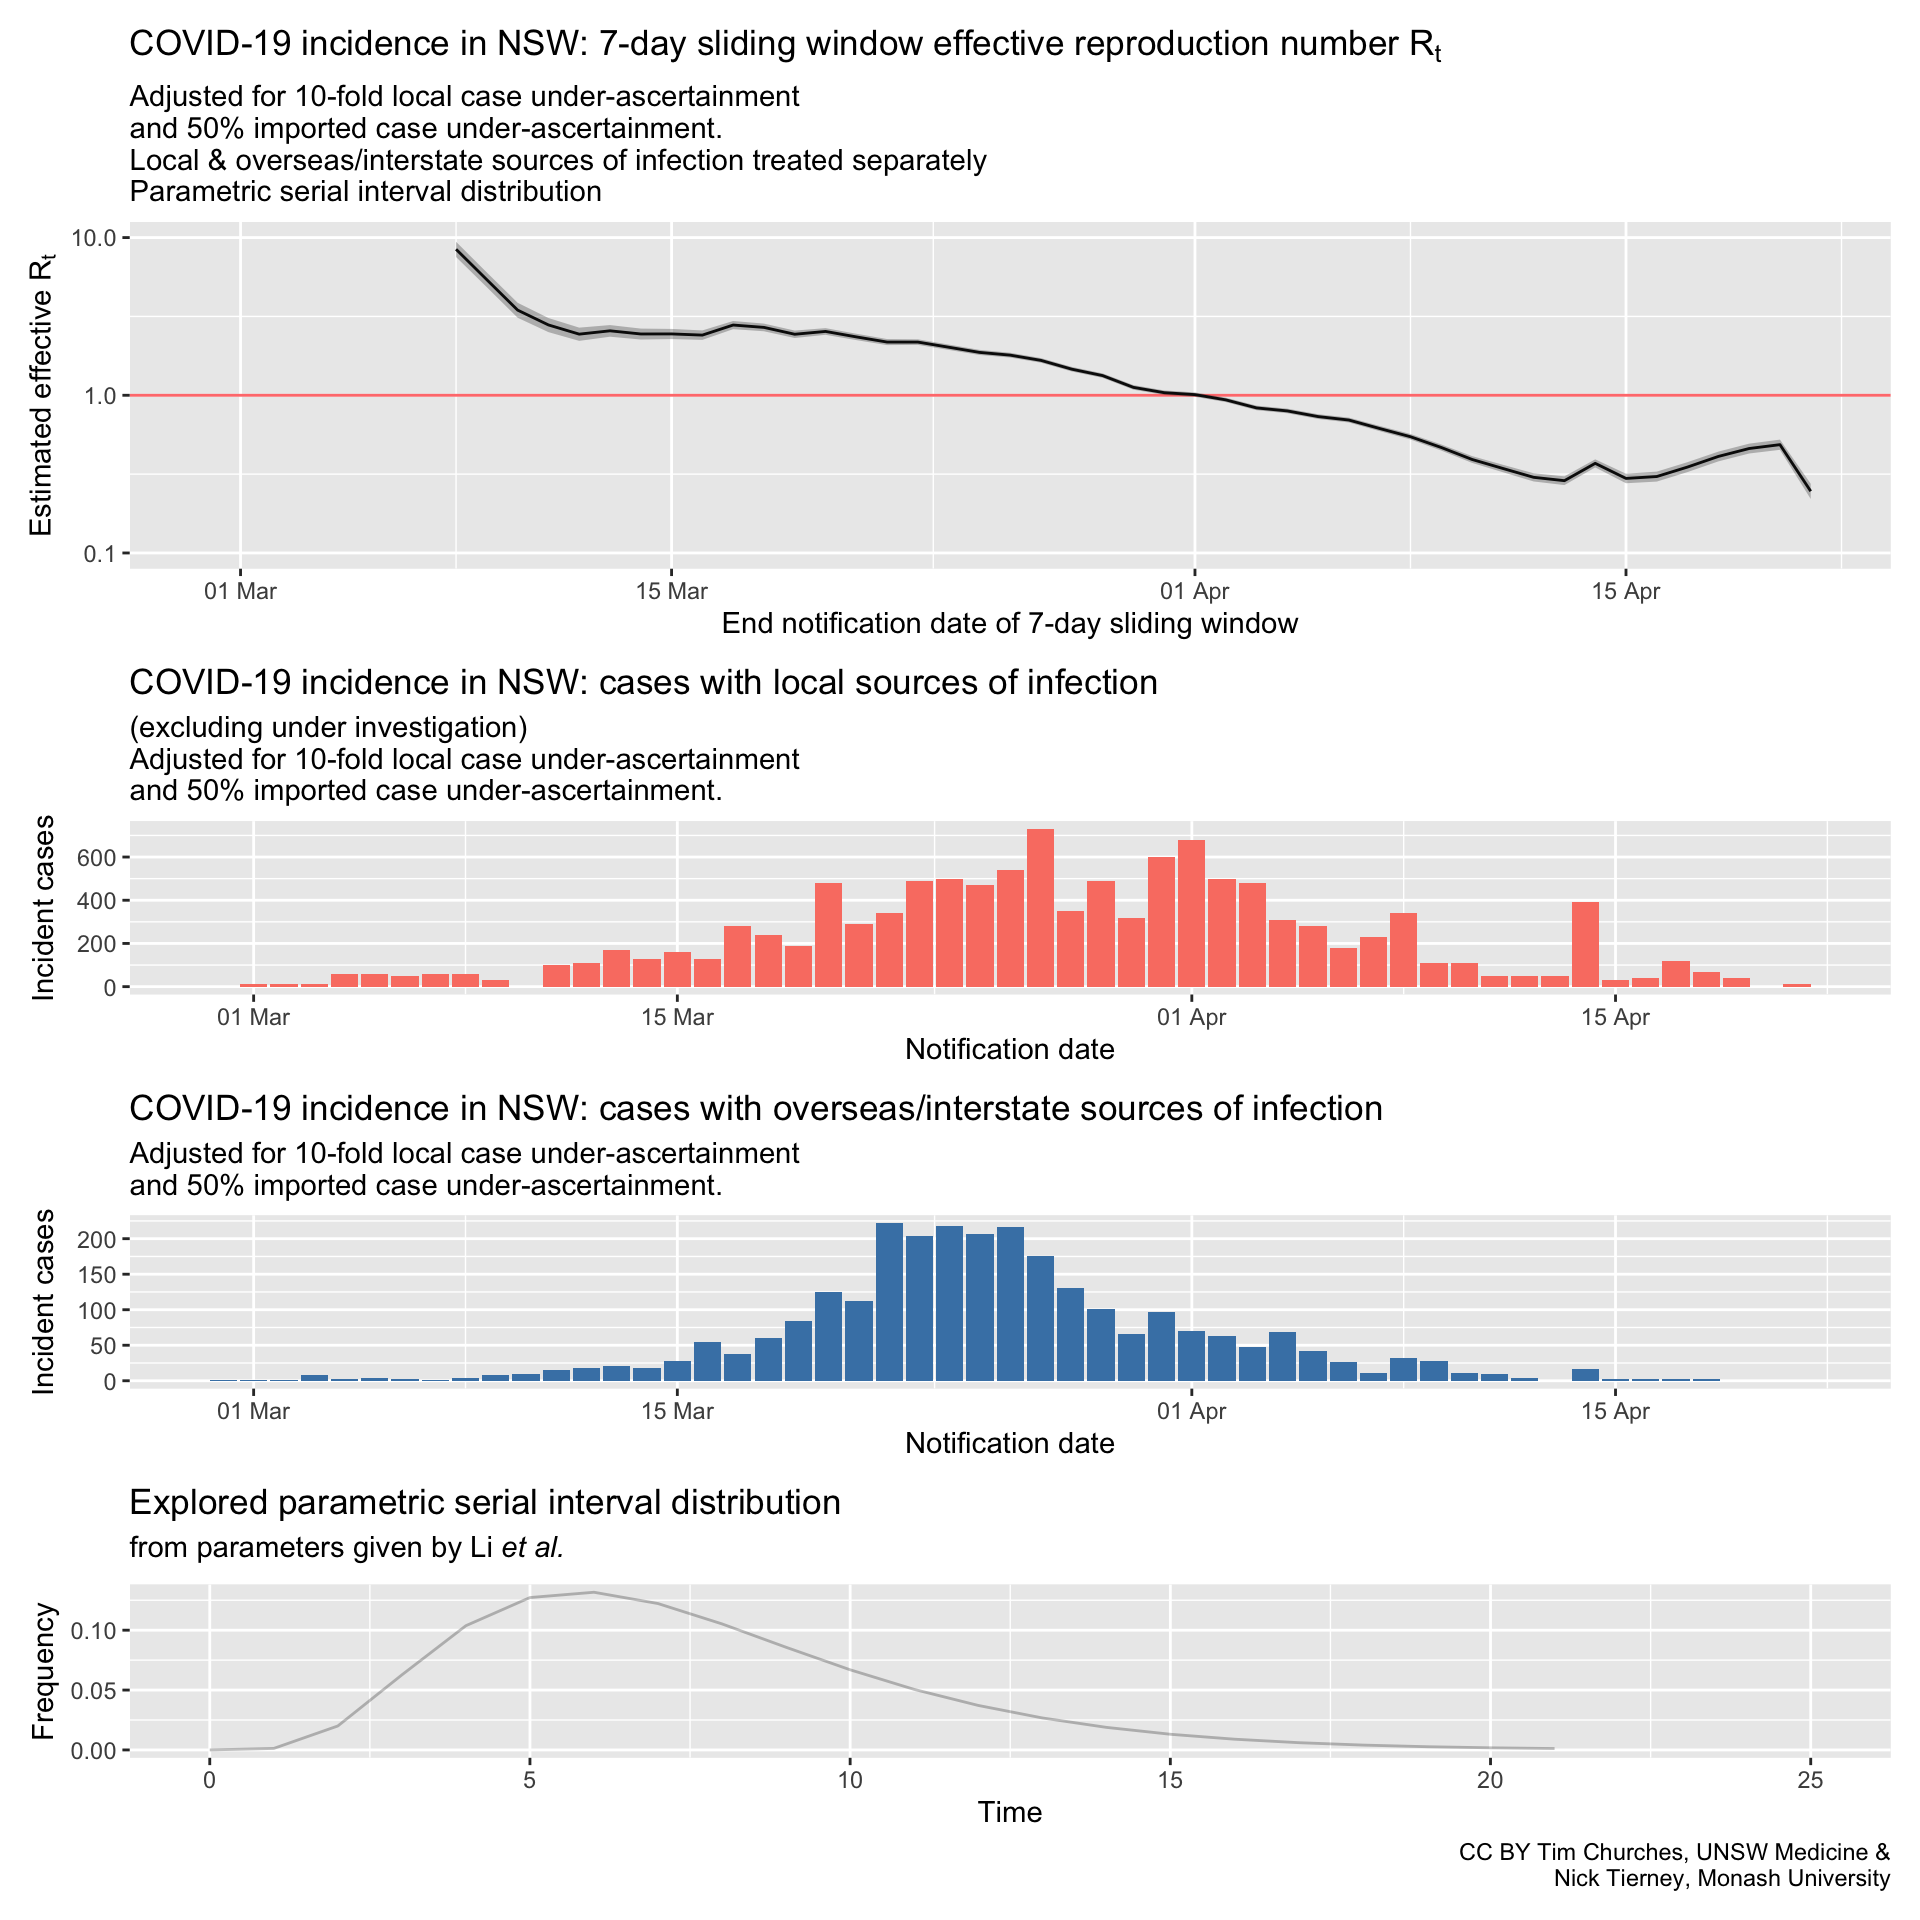 COVID-19 incidence in NSW: 7-day sliding window effective reproduction number Rt
Adjusted for 10-fold local case under-ascertainment
and 50% imported case under-ascertainment.
Local & overseas/interstate sources of infection treated separately
Parametric serial interval distribution
Estimated effective Rt
10.0
1.0
0.1
01 Mar
15 Mar
01 Apr
15 Apr
End notification date of 7-day sliding window
COVID-19 incidence in NSW: cases with local sources of infection
(excluding under investigation)
Adjusted for 10-fold local case under-ascertainment
and 50% imported case under-ascertainment.
Incident cases
600
400
200
0
01 Mar
15 Mar
01 Apr
15 Apr
Notification date
COVID-19 incidence in NSW: cases with overseas/interstate sources of infection
Adjusted for 10-fold local case under-ascertainment
and 50% imported case under-ascertainment.
Incident cases
200
150
100
50
0
01 Mar
15 Mar
01 Apr
15 Apr
Notification date
Explored parametric serial interval distribution
from parameters given by Li et al.
Frequency
0.10
0.05
0.00
0
5
10
15
20
25
Time
CC BY Tim Churches, UNSW Medicine &
Nick Tierney, Monash University